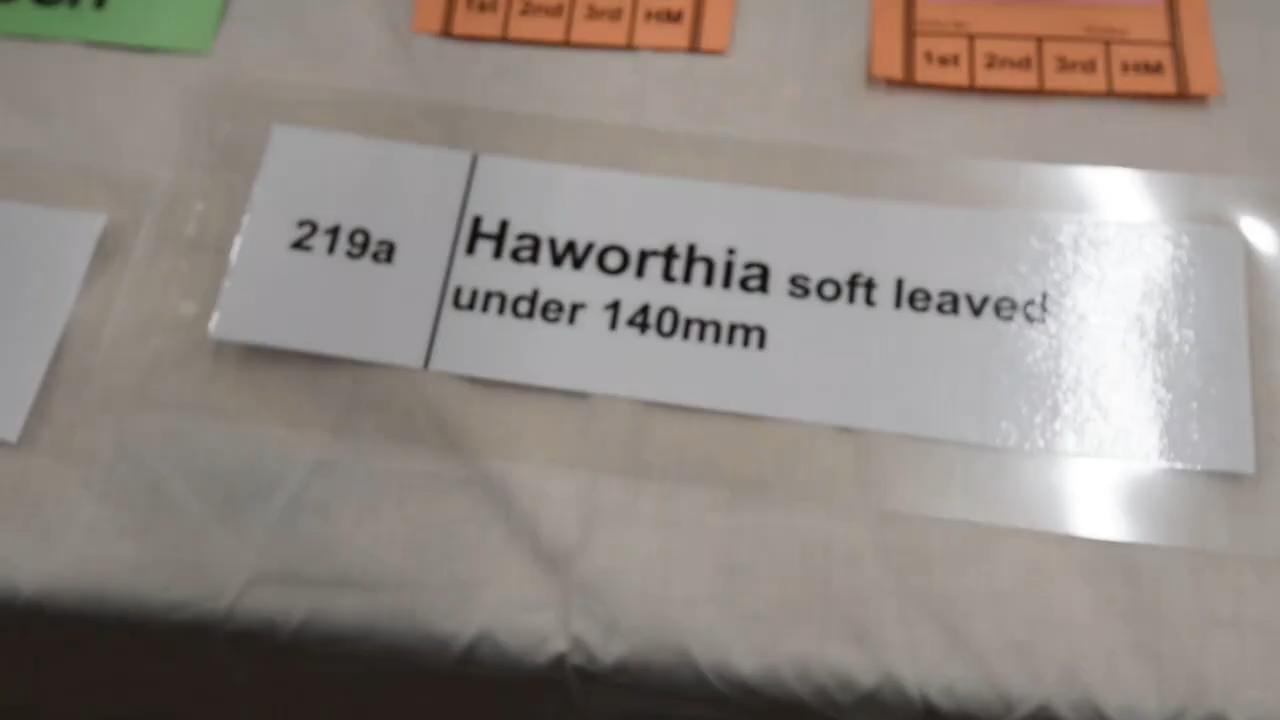 1st 2nd 3rd HM
1st 2nd 3rd HM
219a
Haworthia soft leaved
under 140mm